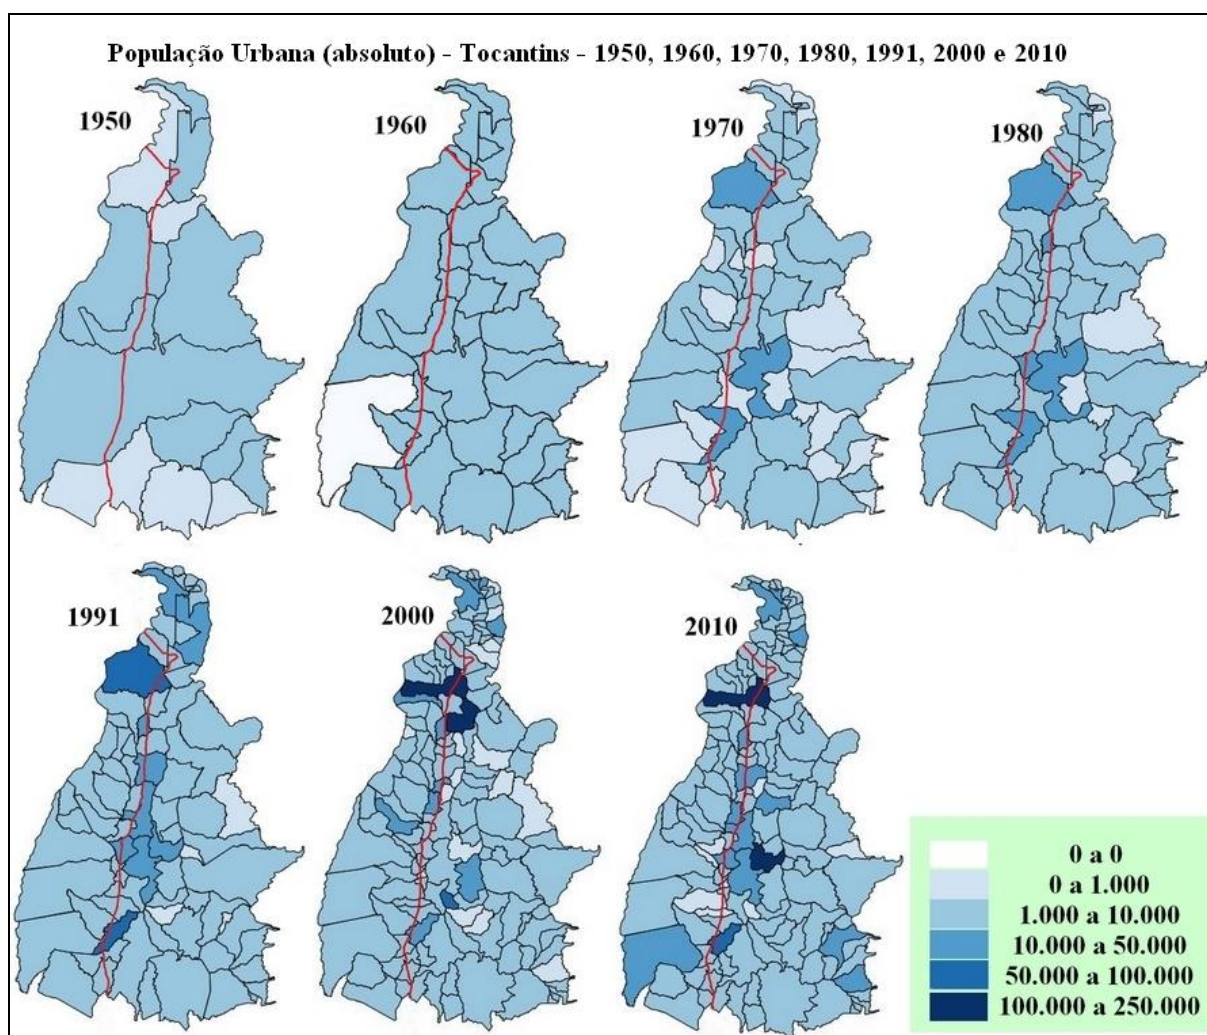 População Urbana (absoluto) - Tocantins - 1950, 1960, 1970, 1980, 1991, 2000 e 2010
1950
1960
1970
1980
1991
2000
2010
0 a 0
0 a 1.000
1.000 a 10.000
10.000 a 50.000
50.000 a 100.000
100.000 a 250.000